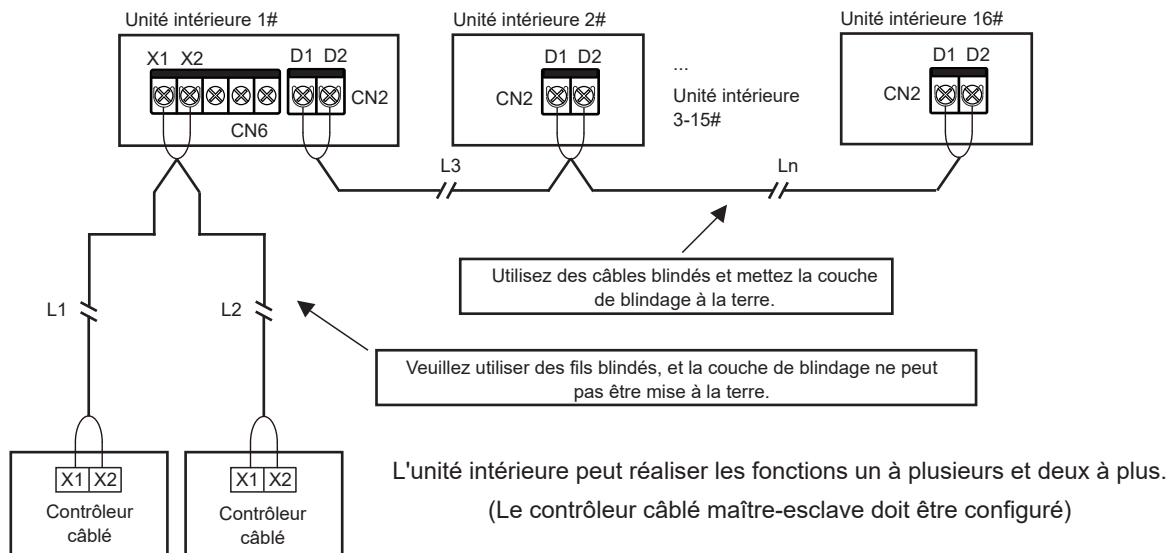 Unité intérieure 1#
Unité intérieure 2#
Unité intérieure 16#
X1 X2
D1 D2
D1 D2
D1 D2
...
CN2
CN2
CN2
Unité intérieure
3-15#
CN6
L3
Ln
Utilisez des câbles blindés et mettez la couche
de blindage à la terre.
L1
L2
Veuillez utiliser des fils blindés, et la couche de blindage ne peut
pas être mise à la terre.
X1 X2
X1 X2
Contrôleur
câblé
Contrôleur
câblé
L'unité intérieure peut réaliser les fonctions un à plusieurs et deux à plus.
(Le contrôleur câblé maître-esclave doit être configuré)